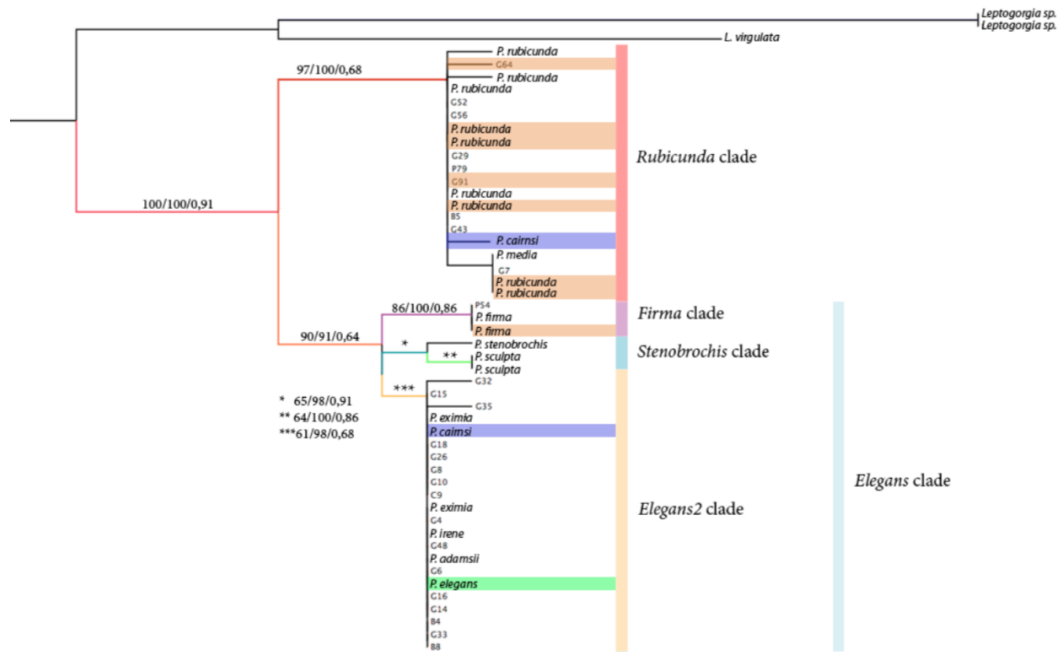 Leptogorgia sp.
Leptogorgia sp.
L. virgulata
P. rubicunda
97/100/0,68
G64
P. rubicunda
P. rubicunda
G52
G56
P. rubicunda
P. rubicunda
G29
Rubicunda clade
P79
G91
P. rubicunda
100/100/0,91
P. rubicunda
B5
G43
P. cairnsi
P. media
G7
P. rubicunda
P. rubicunda
86/100/0,86
P54
P. firma
Firma clade
P. firma
90/91/0,64
*
P. stenobrochis
Stenobrochis clade
**
P. sculpta
P. sculpta
***
G32
G15
* 65/98/0,91
G35
** 64/100/0,86
P. eximia
***61/98/0,68
P. cairnsi
G18
G26
G8
G10
Elegans clade
C9
P. eximia
Elegans2 clade
G4
P. irene
G48
P. adamsii
G6
P. elegans
G16
G14
B4
G33
B8